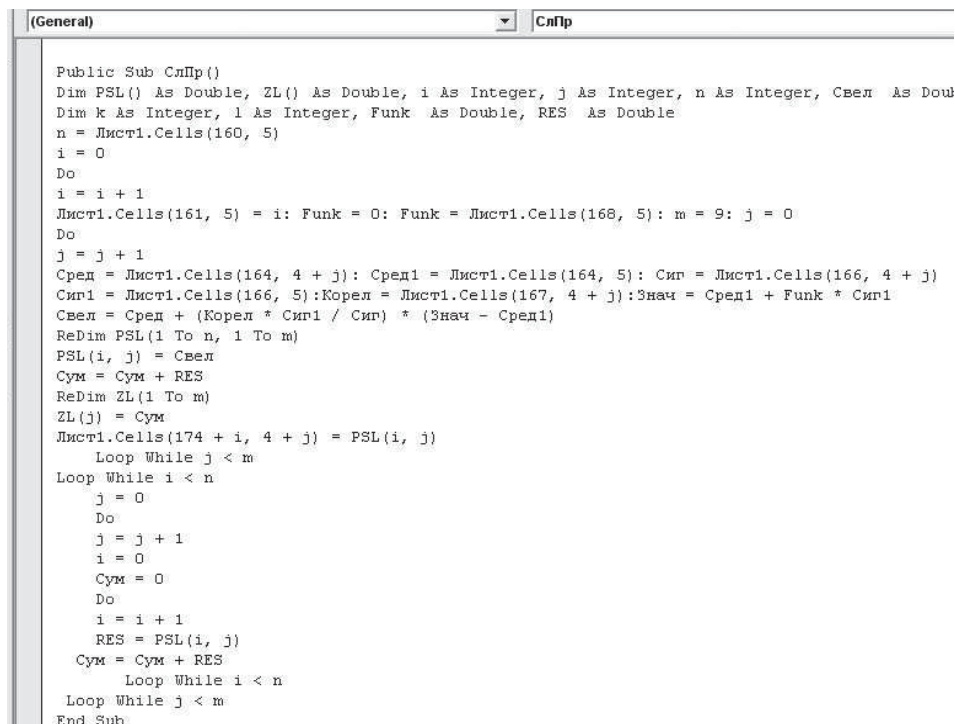 (General) СлПр
Public Sub СлПр()
Dim PSL() As Double, ZL() As Double, i As Integer, j As Integer, n As Integer, Свел  As Doub
Dim k As Integer, l As Integer, Funk  As Double, RES  As Double
n = Лист1.Cells(160, 5)
i = 0
Do
i = i + 1
Лист1.Cells(161, 5) = i: Funk = 0: Funk = Лист1.Cells(168, 5): m = 9: j = 0
Do
j = j + 1
Сред = Лист1.Cells(164, 4 + j): Сред1 = Лист1.Cells(164, 5): Сиг = Лист1.Cells(166, 4 + j)
Сиг1 = Лист1.Cells(166, 5):Корел = Лист1.Cells(167, 4 + j):Знач = Сред1 + Funk * Сиг1
Свел = Сред + (Корел * Сиг1 / Сиг) * (Знач - Сред1)
ReDim PSL(1 To n, 1 To m)
PSL(i, j) = Свел
Сум = Сум + RES
ReDim ZL(1 To m)
ZL(j) = Сум
Лист1.Cells(174 + i, 4 + j) = PSL(i, j)
Loop While j < m
Loop While i < n
j = 0
Do
j = j + 1
i = 0
Сум = 0
Do
i = i + 1
RES = PSL(i, j)
Сум = Сум + RES
Loop While i < n
Loop While j < m
End Sub